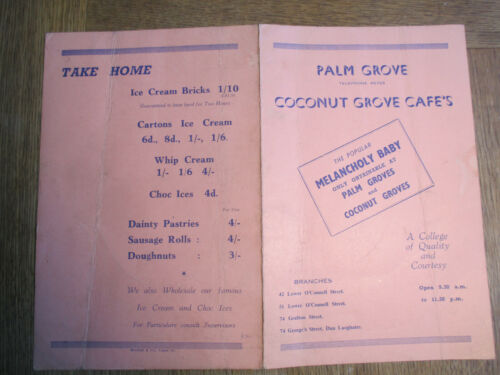 TAKE HOME
Ice Cream Bricks 1/10
Guaranteed to keep hard for Two Hours
Cartons Ice Cream
6d., 8d., 1/-, 1/6.
Whip Cream
1/- 1/6 4/-
Choc Ices 4d.
Per Doz.
Dainty Pastries 4/-
Sausage Rolls : 4/-
Doughnuts : 3/-
We also Wholesale our famous
Ice Cream and Choc Ices
For Particulars consult Supervisors
PALM GROVE
COCONUT GROVE CAFE'S
THE POPULAR
MELANCHOLY BABY
ONLY OBTAINABLE AT
PALM GROVES
and
COCONUT GROVES
A College
of Quality
and
Courtesy
Open 9.30 a.m.
to 11.30 p.m.
BRANCHES
42 Lower O'Connell Street.
Lower O'Connell Street.
74 Grafton Street.
74 George's Street, Dun Laoghaire.